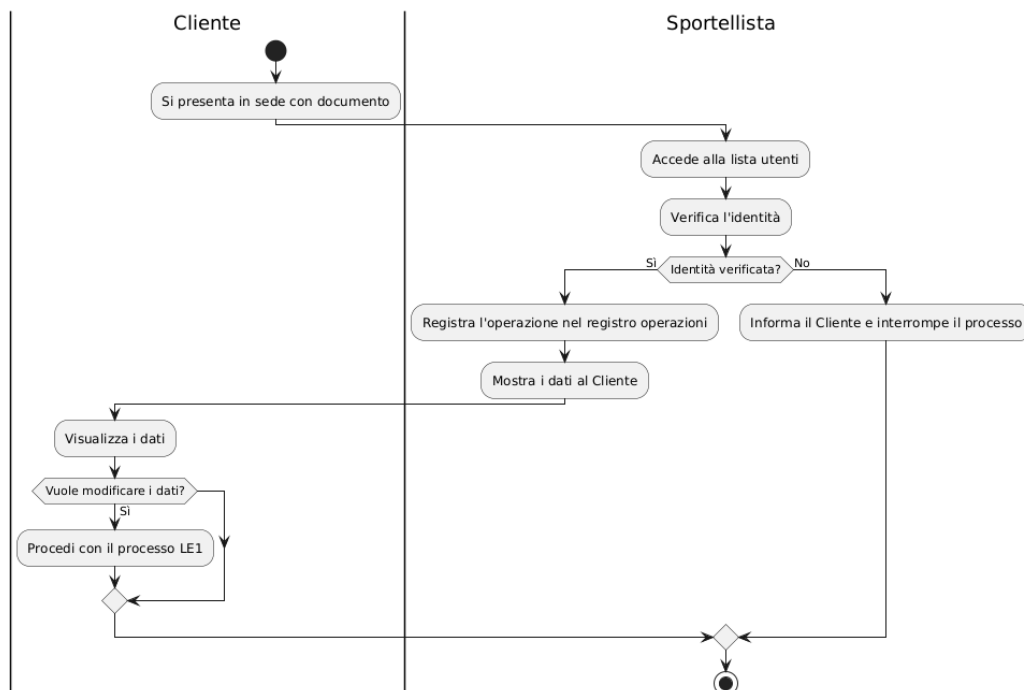 Cliente
Sportellista
Si presenta in sede con documento
Accede alla lista utenti
Verifica l'identità
Sì
Identità verificata?
No
Registra l'operazione nel registro operazioni
Informa il Cliente e interrompe il processo
Mostra i dati al Cliente
Visualizza i dati
Vuole modificare i dati?
Sì
Procedi con il processo LE1